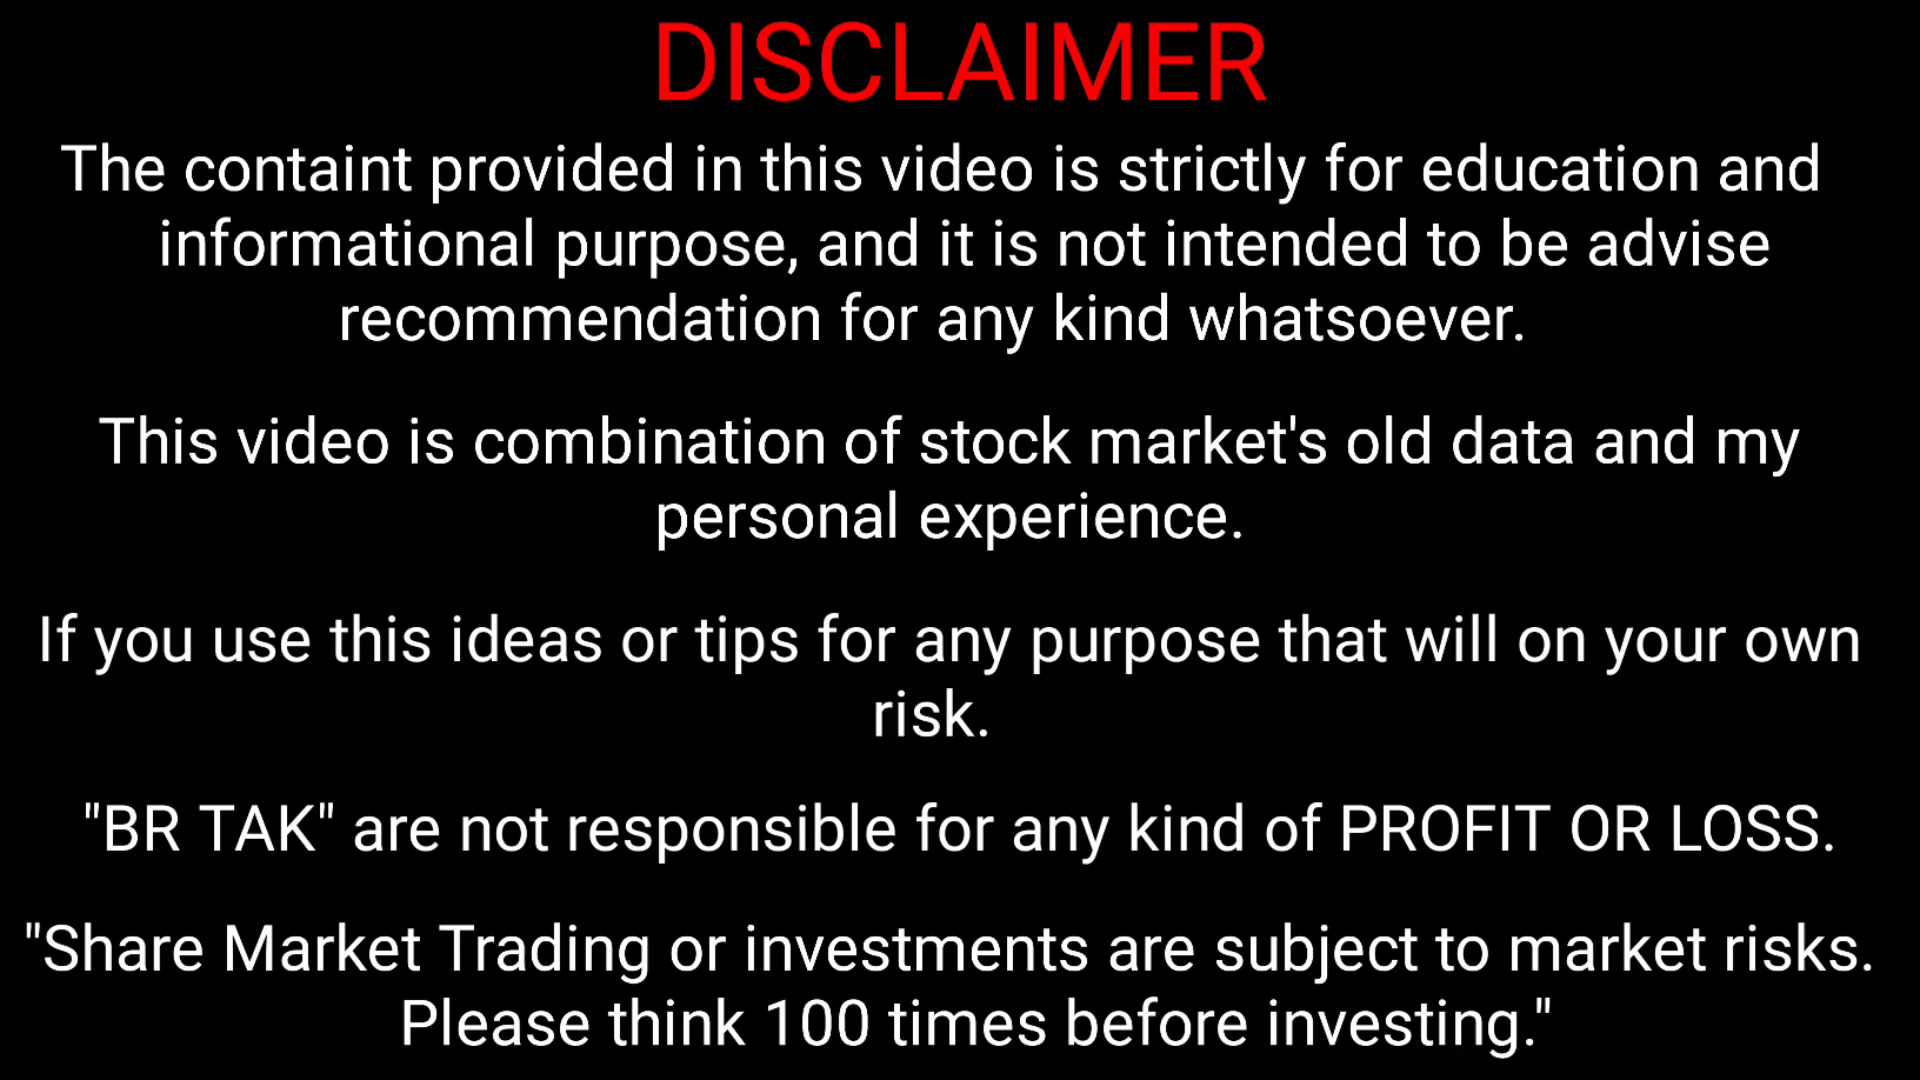 DISCLAIMER
The containt provided in this video is strictly for education and
informational purpose, and it is not intended to be advise
recommendation for any kind whatsoever.
This video is combination of stock market's old data and my
personal experience.
If you use this ideas or tips for any purpose that will on your own
risk.
"BR TAK" are not responsible for any kind of PROFIT OR LOSS.
"Share Market Trading or investments are subject to market risks.
Please think 100 times before investing."